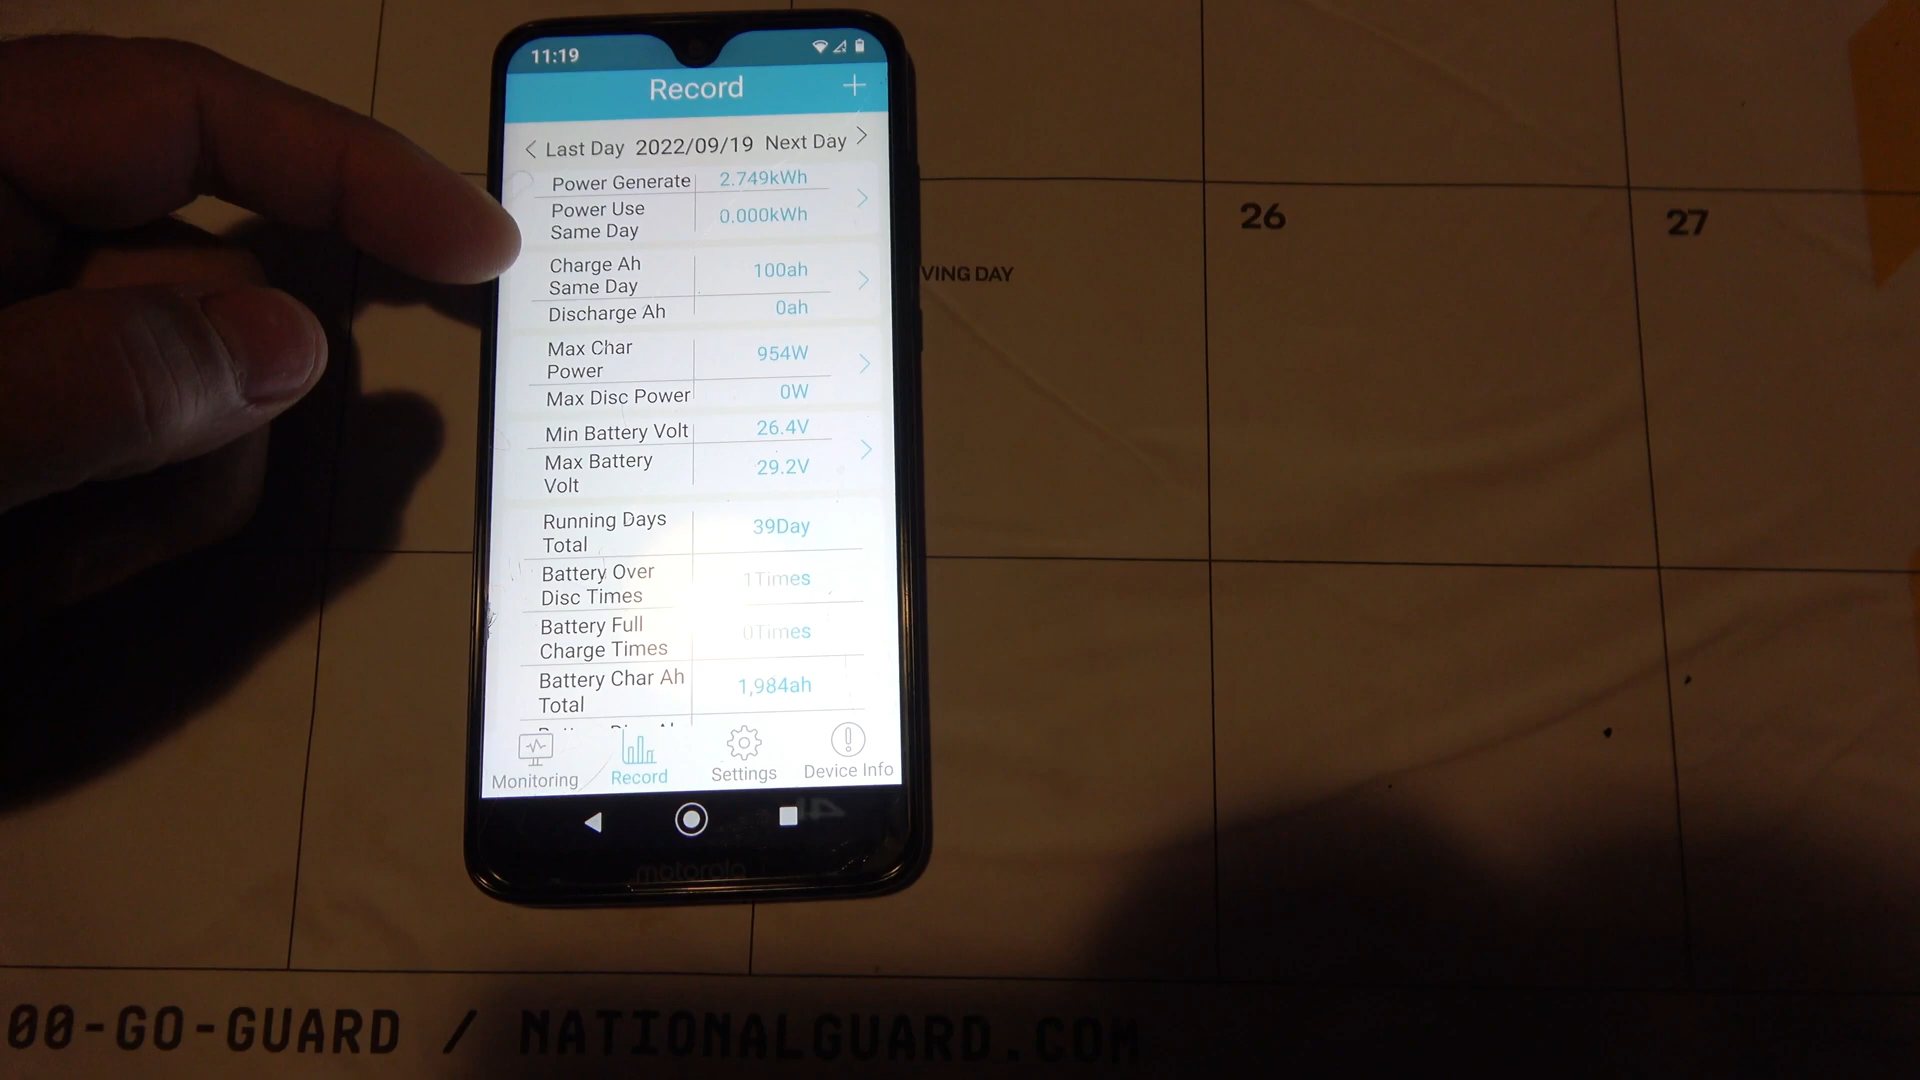 11:19
Record +
< Last Day 2022/09/19 Next Day >
Power Generate 2.749kWh
Power Use
Same Day 0.000kWh
Charge Ah
Same Day 100ah
Discharge Ah 0ah
Max Char
Power 954W
Max Disc Power 0W
Min Battery Volt 26.4V
Max Battery
Volt 29.2V
Running Days
Total 39Day
Battery Over
Disc Times 1Times
Battery Full
Charge Times 0Times
Battery Char Ah
Total 1,984ah
Monitoring Record Settings Device Info
motorola
26
27
VING DAY
00-GO-GUARD / NATIONALGUARD.COM